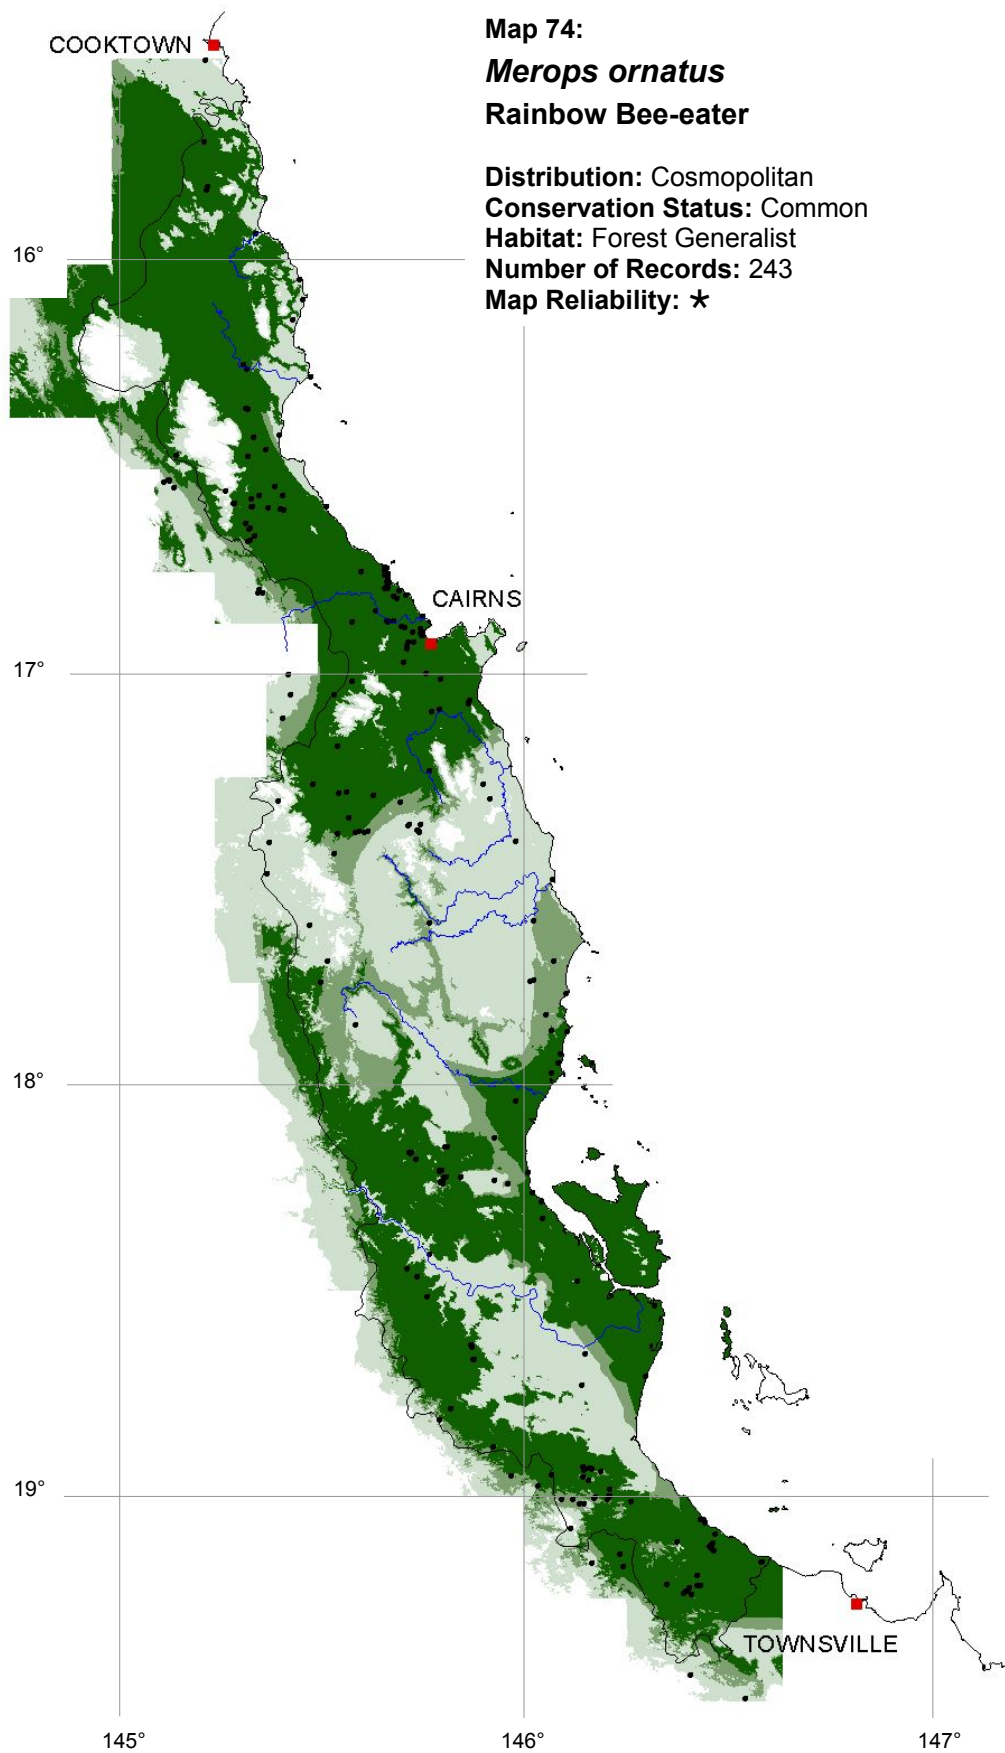 Map 74:
COOKTOWN
Merops ornatus
Rainbow Bee-eater
Distribution: Cosmopolitan
Conservation Status: Common
Habitat: Forest Generalist
Number of Records: 243
Map Reliability: ★
16°
CAIRNS
17°
18°
19°
TOWNSVILLE
145°
146°
147°